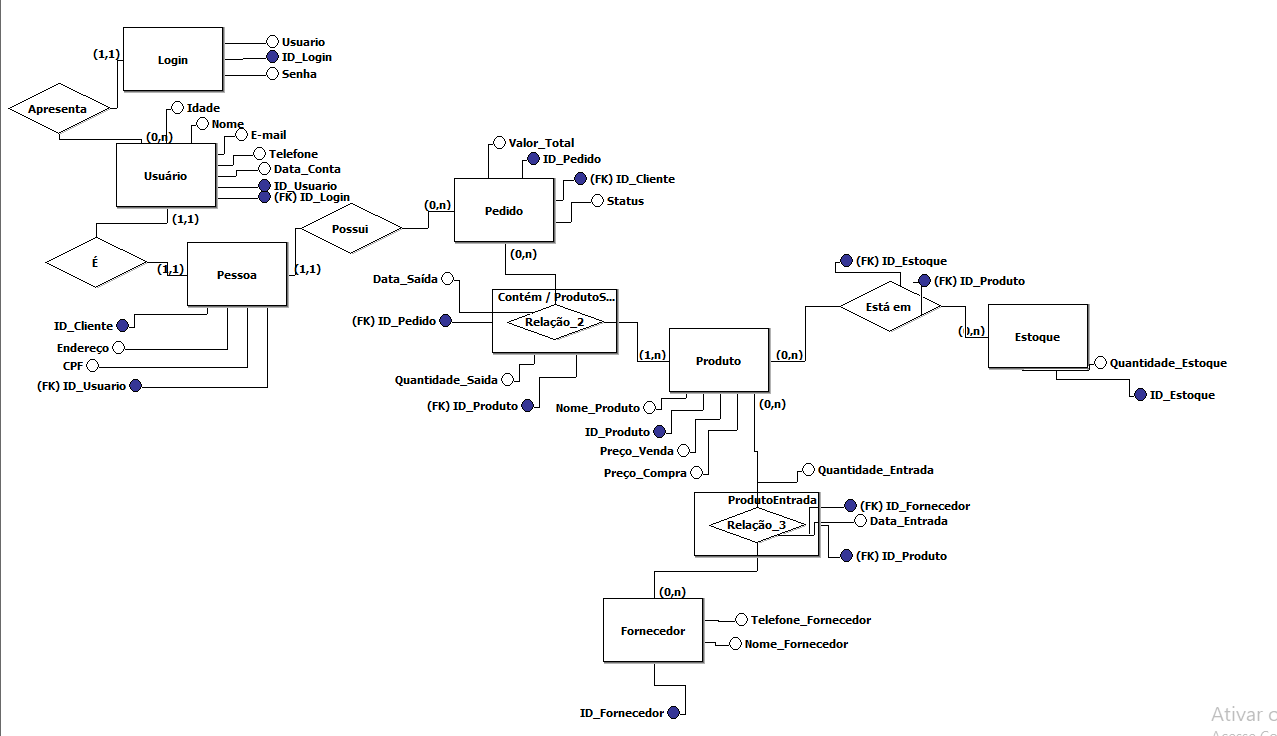 Login
(1,1)
Usuario
ID_Login
Senha
Apresenta
(0,n)
Idade
Nome
E-mail
Telefone
Data_Conta
ID_Usuario
(FK) ID_Login
Usuário
(1,1)
É
(1,1)
Pessoa
(1,1)
ID_Cliente
Endereço
CPF
(FK) ID_Usuario
Possui
(0,n)
Valor_Total
ID_Pedido
(FK) ID_Cliente
Status
Pedido
(0,n)
Data_Saída
Contém / ProdutoS...
(FK) ID_Pedido
Relação_2
Quantidade_Saida
(FK) ID_Produto
(1,n)
Produto
(0,n)
(0,n)
Nome_Produto
ID_Produto
Preço_Venda
Preço_Compra
(FK) ID_Estoque
(FK) ID_Produto
Está em
(0,n)
Estoque
Quantidade_Estoque
ID_Estoque
Quantidade_Entrada
ProdutoEntrada
(FK) ID_Fornecedor
Relação_3
Data_Entrada
(FK) ID_Produto
(0,n)
Fornecedor
Telefone_Fornecedor
Nome_Fornecedor
ID_Fornecedor
Ativar